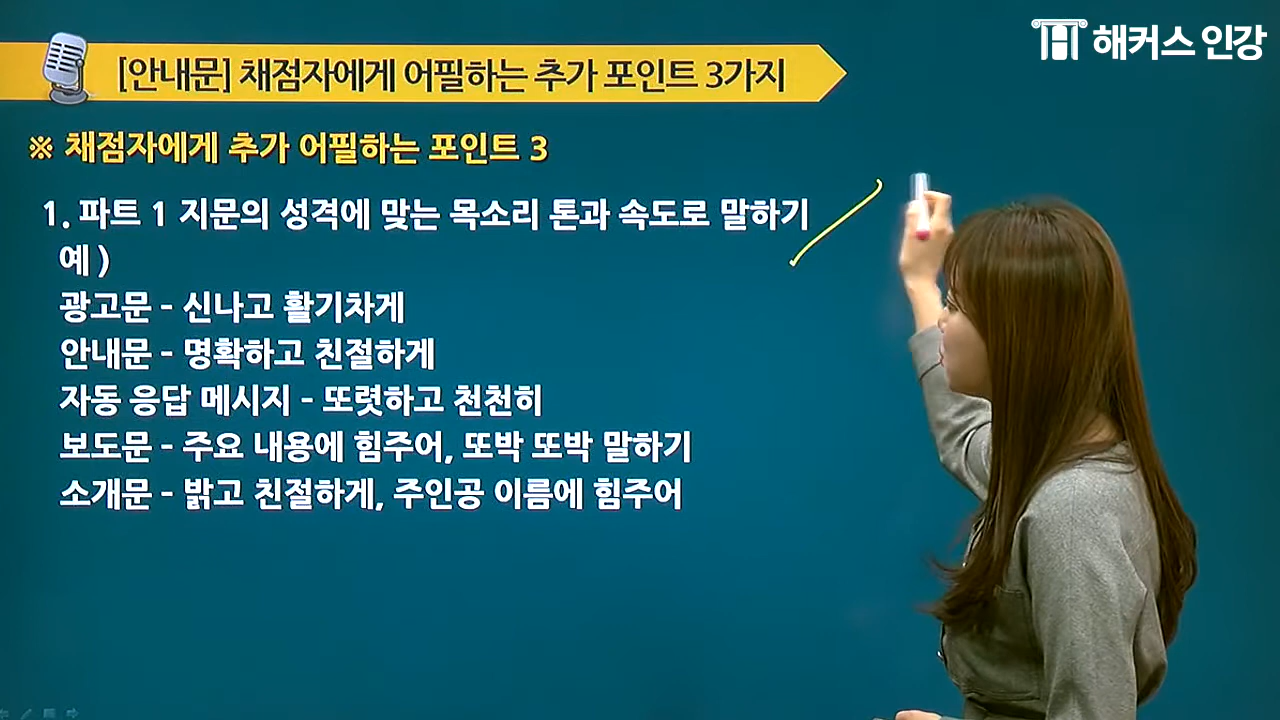 해커스 인강
[안내문] 채점자에게 어필하는 추가 포인트 3가지
※ 채점자에게 추가 어필하는 포인트 3
1. 파트 1 지문의 성격에 맞는 목소리 톤과 속도로 말하기
예 )
광고문 - 신나고 활기차게
안내문 - 명확하고 친절하게
자동 응답 메시지 - 또렷하고 천천히
보도문 - 주요 내용에 힘주어, 또박 또박 말하기
소개문 - 밝고 친절하게, 주인공 이름에 힘주어